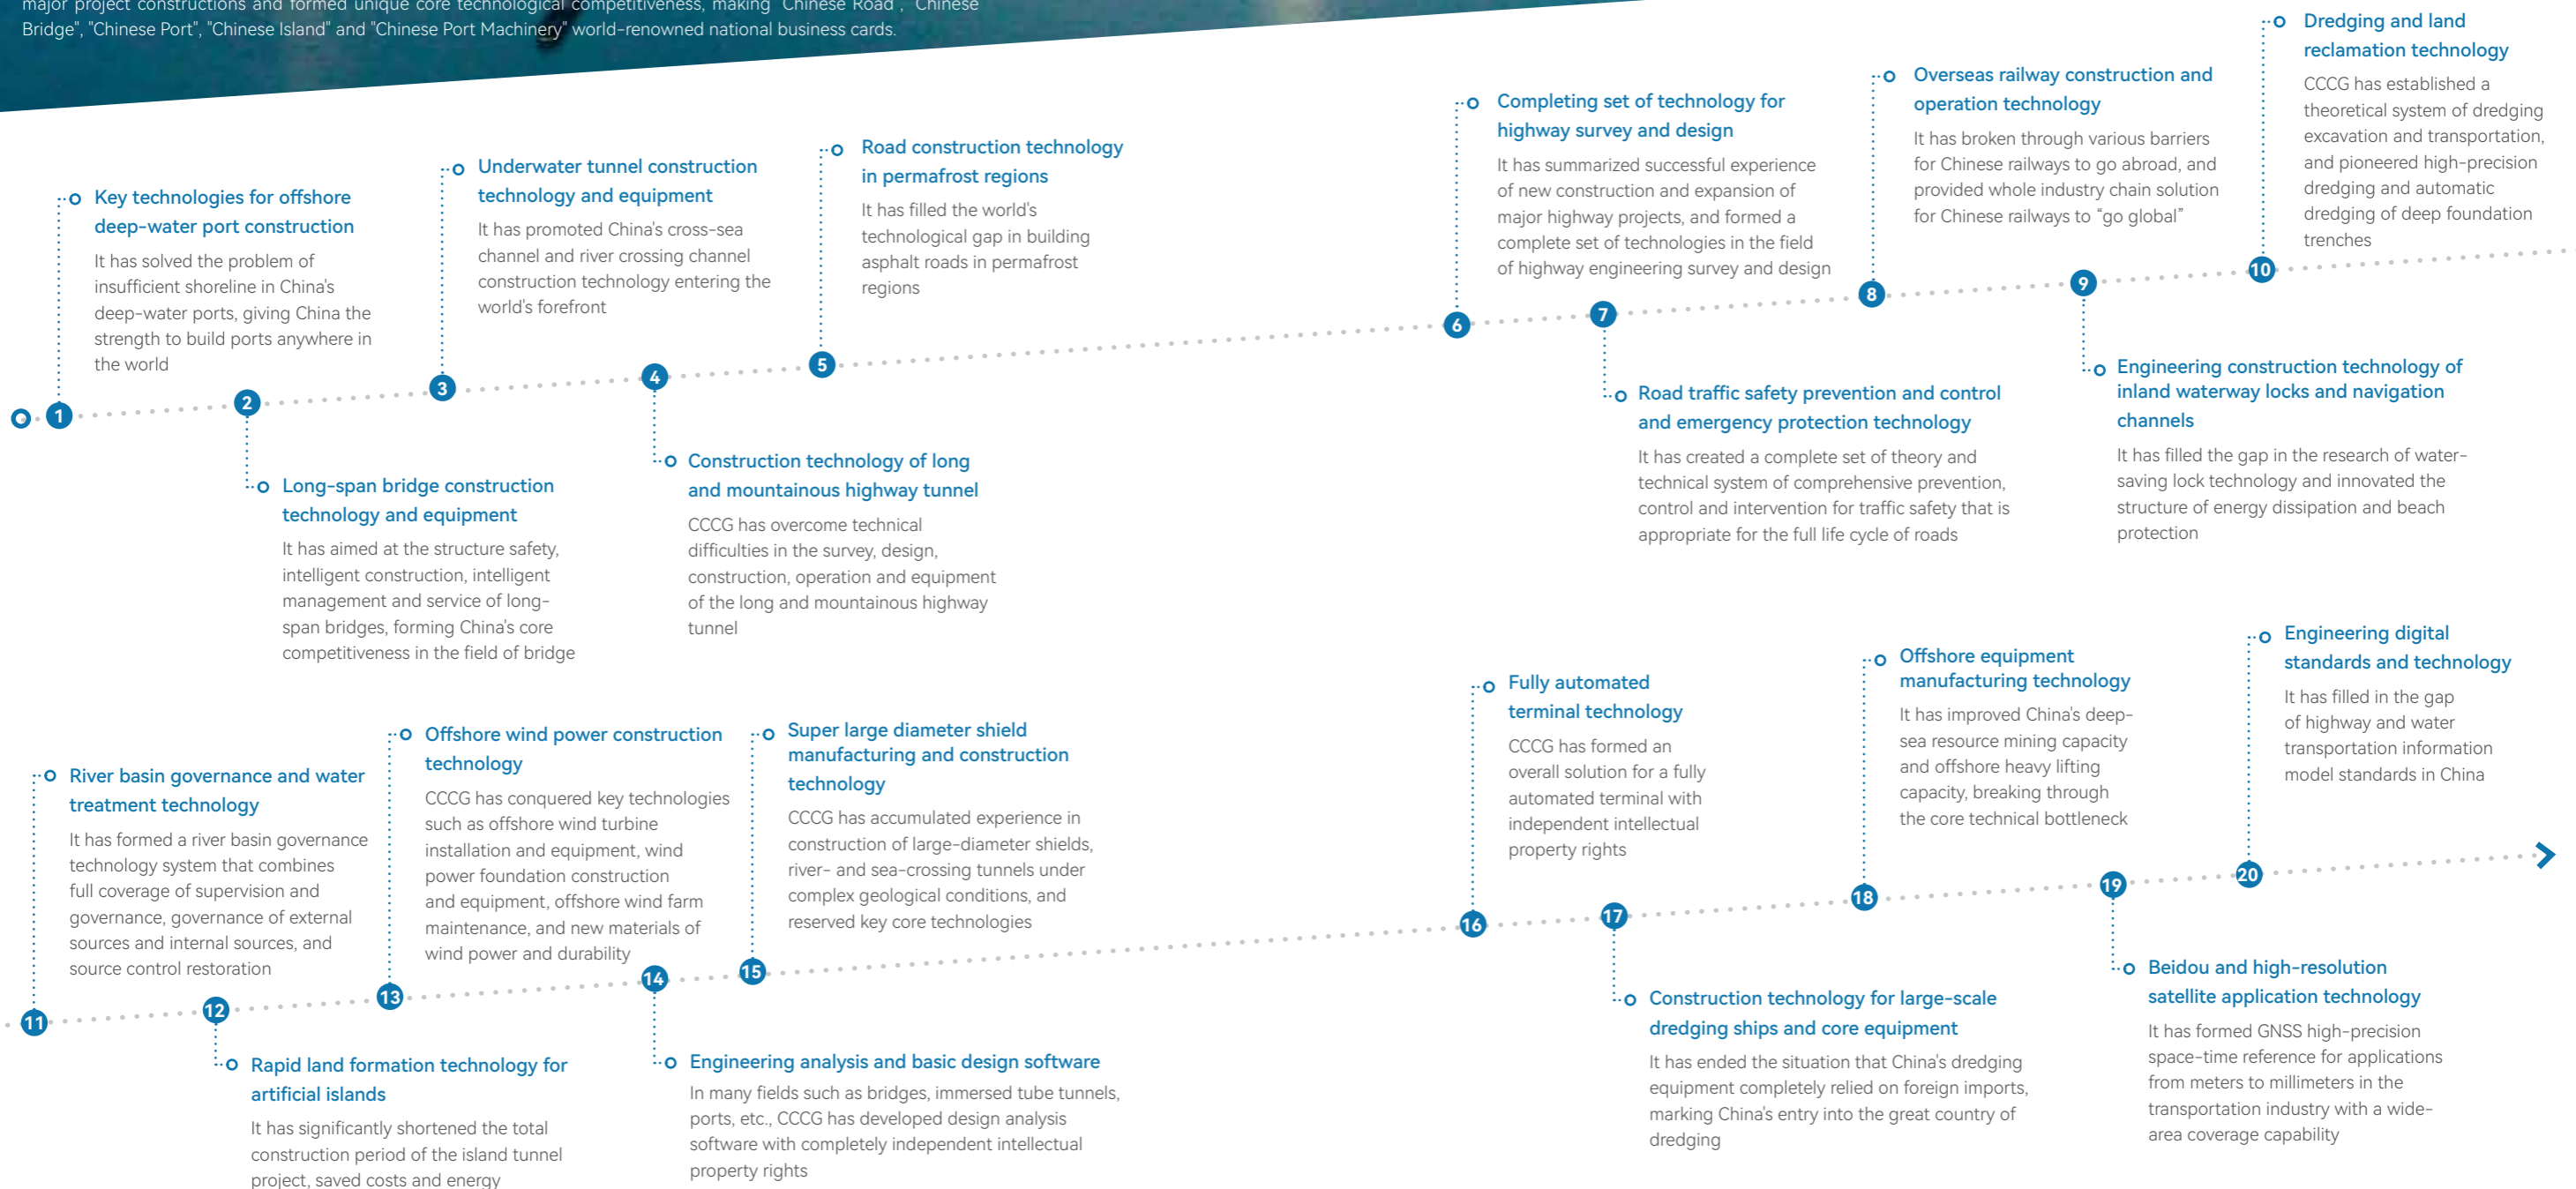 major project constructions and formed unique core technological competitiveness, making "Chinese Road", "Chinese
Bridge", "Chinese Port", "Chinese Island" and "Chinese Port Machinery" world-renowned national business cards.
1
Key technologies for offshore
deep-water port construction
It has solved the problem of
insufficient shoreline in China's
deep-water ports, giving China the
strength to build ports anywhere in
the world
2
Long-span bridge construction
technology and equipment
It has aimed at the structure safety,
intelligent construction, intelligent
management and service of long-
span bridges, forming China's core
competitiveness in the field of bridge
3
Underwater tunnel construction
technology and equipment
It has promoted China's cross-sea
channel and river crossing channel
construction technology entering the
world's forefront
4
Construction technology of long
and mountainous highway tunnel
CCCG has overcome technical
difficulties in the survey, design,
construction, operation and equipment
of the long and mountainous highway
tunnel
5
Road construction technology
in permafrost regions
It has filled the world's
technological gap in building
asphalt roads in permafrost
regions
6
Completing set of technology for
highway survey and design
It has summarized successful experience
of new construction and expansion of
major highway projects, and formed a
complete set of technologies in the field
of highway engineering survey and design
7
Road traffic safety prevention and control
and emergency protection technology
It has created a complete set of theory and
technical system of comprehensive prevention,
control and intervention for traffic safety that is
appropriate for the full life cycle of roads
8
Overseas railway construction and
operation technology
It has broken through various barriers
for Chinese railways to go abroad, and
provided whole industry chain solution
for Chinese railways to “go global”
9
Engineering construction technology of
inland waterway locks and navigation
channels
It has filled the gap in the research of water-
saving lock technology and innovated the
structure of energy dissipation and beach
protection
10
Dredging and land
reclamation technology
CCCG has established a
theoretical system of dredging
excavation and transportation,
and pioneered high-precision
dredging and automatic
dredging of deep foundation
trenches
11
River basin governance and water
treatment technology
It has formed a river basin governance
technology system that combines
full coverage of supervision and
governance, governance of external
sources and internal sources, and
source control restoration
12
Rapid land formation technology for
artificial islands
It has significantly shortened the total
construction period of the island tunnel
project, saved costs and energy
13
Offshore wind power construction
technology
CCCG has conquered key technologies
such as offshore wind turbine
installation and equipment, wind
power foundation construction
and equipment, offshore wind farm
maintenance, and new materials of
wind power and durability
14
Engineering analysis and basic design software
In many fields such as bridges, immersed tube tunnels,
ports, etc., CCCG has developed design analysis
software with completely independent intellectual
property rights
15
Super large diameter shield
manufacturing and construction
technology
CCCG has accumulated experience in
construction of large-diameter shields,
river- and sea-crossing tunnels under
complex geological conditions, and
reserved key core technologies
16
Fully automated
terminal technology
CCCG has formed an
overall solution for a fully
automated terminal with
independent intellectual
property rights
17
Construction technology for large-scale
dredging ships and core equipment
It has ended the situation that China's dredging
equipment completely relied on foreign imports,
marking China's entry into the great country of
dredging
18
Offshore equipment
manufacturing technology
It has improved China's deep-
sea resource mining capacity
and offshore heavy lifting
capacity, breaking through
the core technical bottleneck
19
Beidou and high-resolution
satellite application technology
It has formed GNSS high-precision
space-time reference for applications
from meters to millimeters in the
transportation industry with a wide-
area coverage capability
20
Engineering digital
standards and technology
It has filled in the gap
of highway and water
transportation information
model standards in China